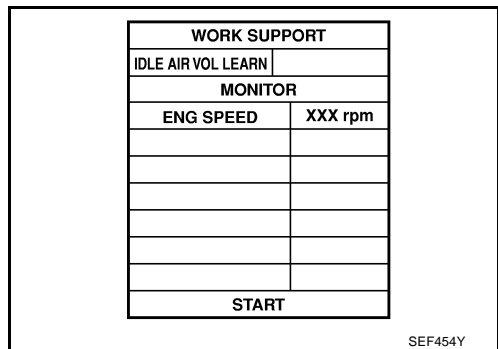 WORK SUPPORT
IDLE AIR VOL LEARN
MONITOR
ENG SPEED XXX rpm
START
SEF454Y